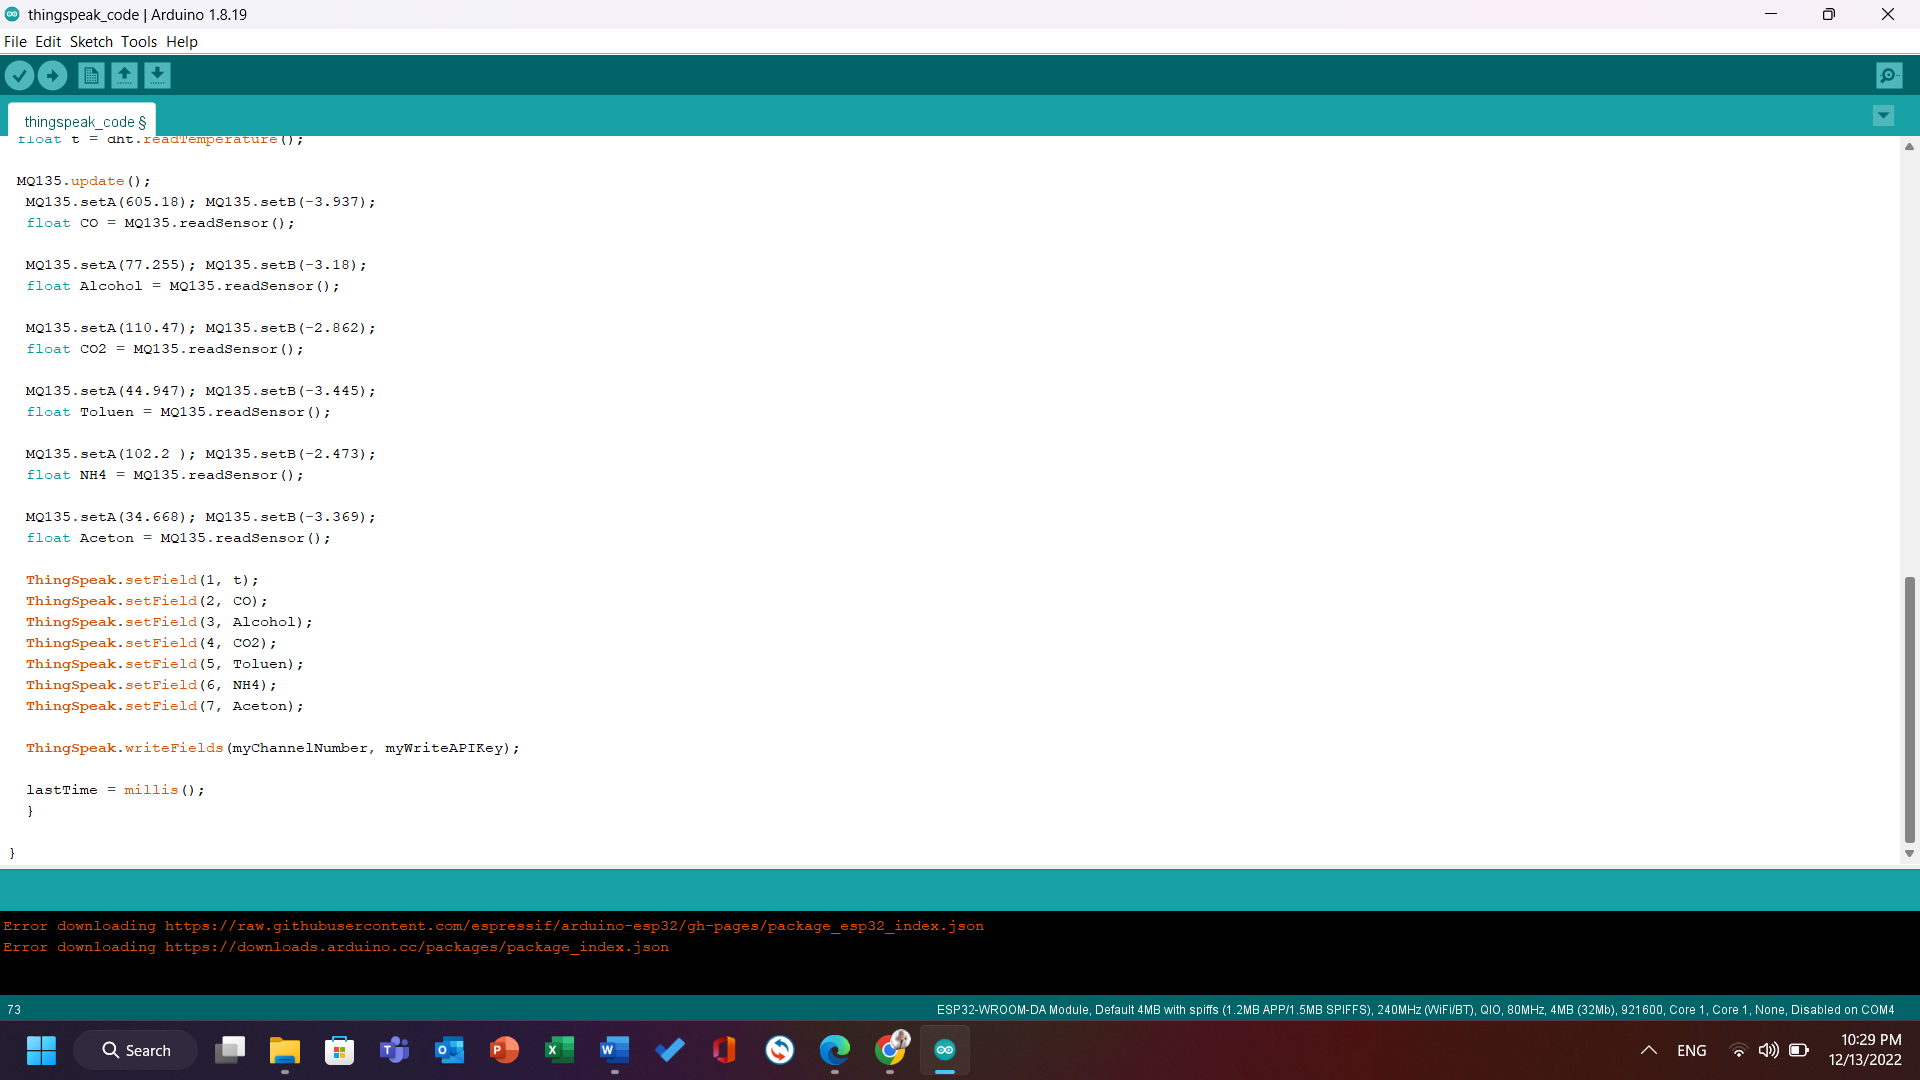 thingspeak_code | Arduino 1.8.19
File Edit Sketch Tools Help
thingspeak_code §
float t = dht.readTemperature();
MQ135.update();
MQ135.setA(605.18); MQ135.setB(-3.937);
float CO = MQ135.readSensor();
MQ135.setA(77.255); MQ135.setB(-3.18);
float Alcohol = MQ135.readSensor();
MQ135.setA(110.47); MQ135.setB(-2.862);
float CO2 = MQ135.readSensor();
MQ135.setA(44.947); MQ135.setB(-3.445);
float Toluen = MQ135.readSensor();
MQ135.setA(102.2 ); MQ135.setB(-2.473);
float NH4 = MQ135.readSensor();
MQ135.setA(34.668); MQ135.setB(-3.369);
float Aceton = MQ135.readSensor();
ThingSpeak.setField(1, t);
ThingSpeak.setField(2, CO);
ThingSpeak.setField(3, Alcohol);
ThingSpeak.setField(4, CO2);
ThingSpeak.setField(5, Toluen);
ThingSpeak.setField(6, NH4);
ThingSpeak.setField(7, Aceton);
ThingSpeak.writeFields(myChannelNumber, myWriteAPIKey);
lastTime = millis();
}
}
Error downloading https://raw.githubusercontent.com/espressif/arduino-esp32/gh-pages/package_esp32_index.json
Error downloading https://downloads.arduino.cc/packages/package_index.json
73 ESP32-WROOM-DA Module, Default 4MB with spiffs (1.2MB APP/1.5MB SPIFFS), 240MHz (WiFi/BT), QIO, 80MHz, 4MB (32Mb), 921600, Core 1, Core 1, None, Disabled on COM4
Search
ENG
10:29 PM
12/13/2022